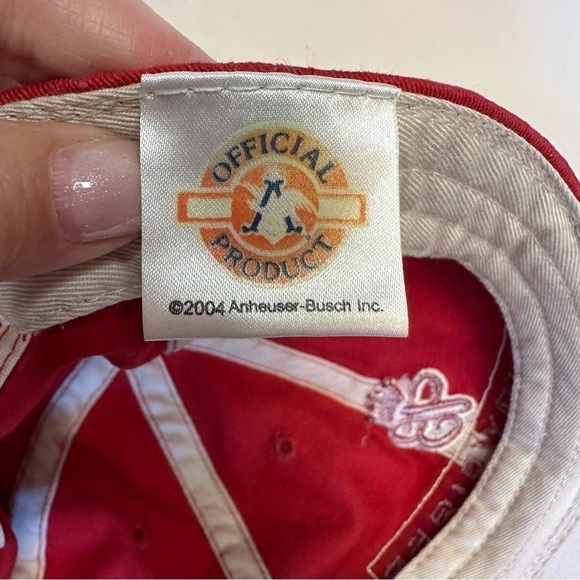 OFFICIAL
A
PRODUCT
®
©2004 Anheuser-Busch Inc.